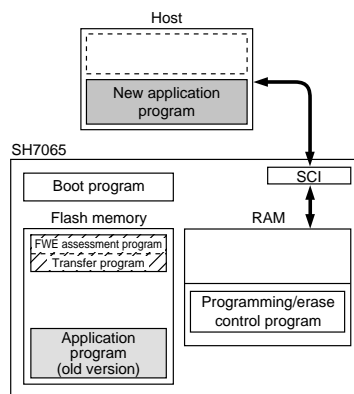 Host
New application
program
SH7065
SCI
Boot program
Flash memory
RAM
FWE assessment program
Transfer program
Programming/erase
control program
Application
program
(old version)